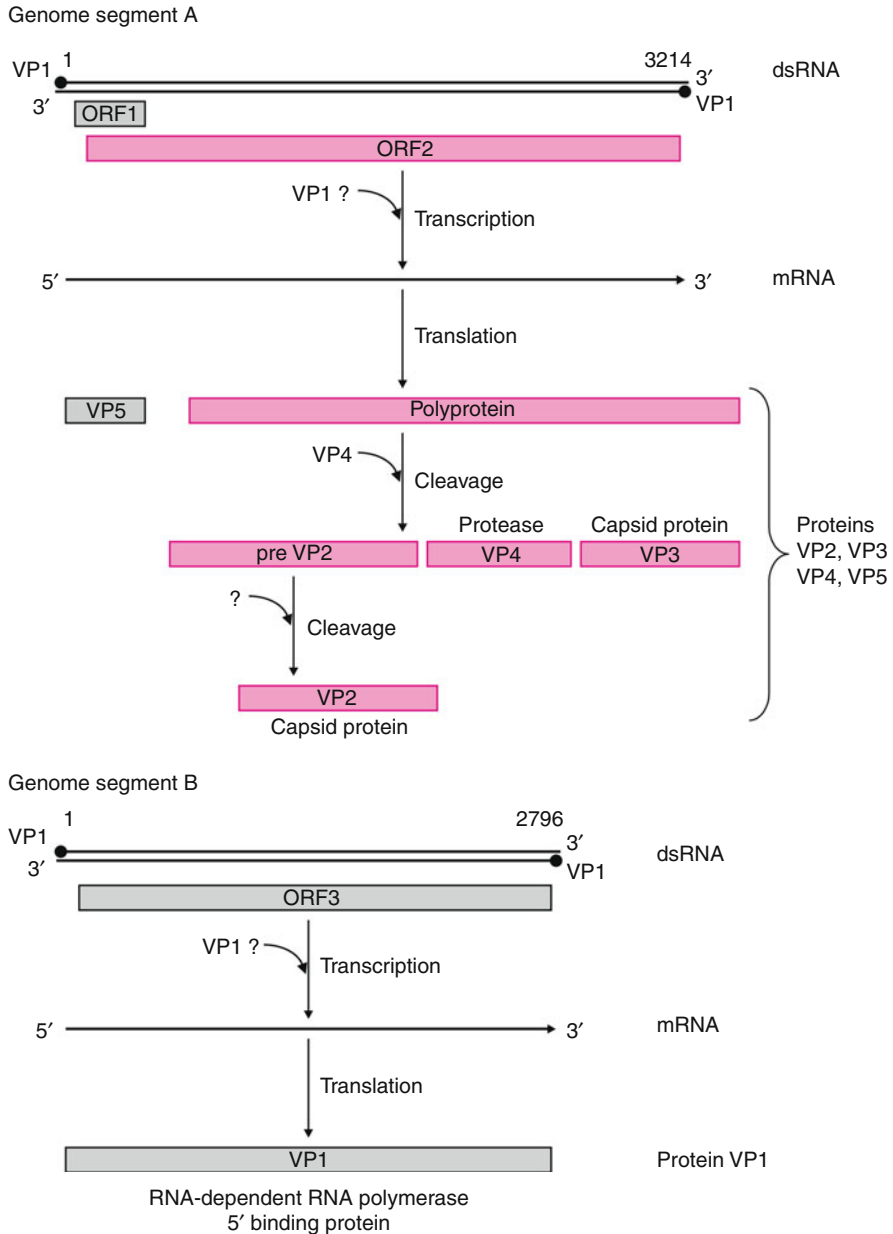 Genome segment A
1 3214
VP1 3′ dsRNA
3′ VP1
ORF1
ORF2
VP1 ?
Transcription
5′ 3′ mRNA
Translation
VP5 Polyprotein
VP4
Cleavage
Protease Capsid protein
pre VP2 VP4 VP3
Proteins
VP2, VP3
VP4, VP5
?
Cleavage
VP2
Capsid protein
Genome segment B
1 2796
VP1 3′ dsRNA
3′ VP1
ORF3
VP1 ?
Transcription
5′ 3′ mRNA
Translation
VP1 Protein VP1
RNA-dependent RNA polymerase
5′ binding protein